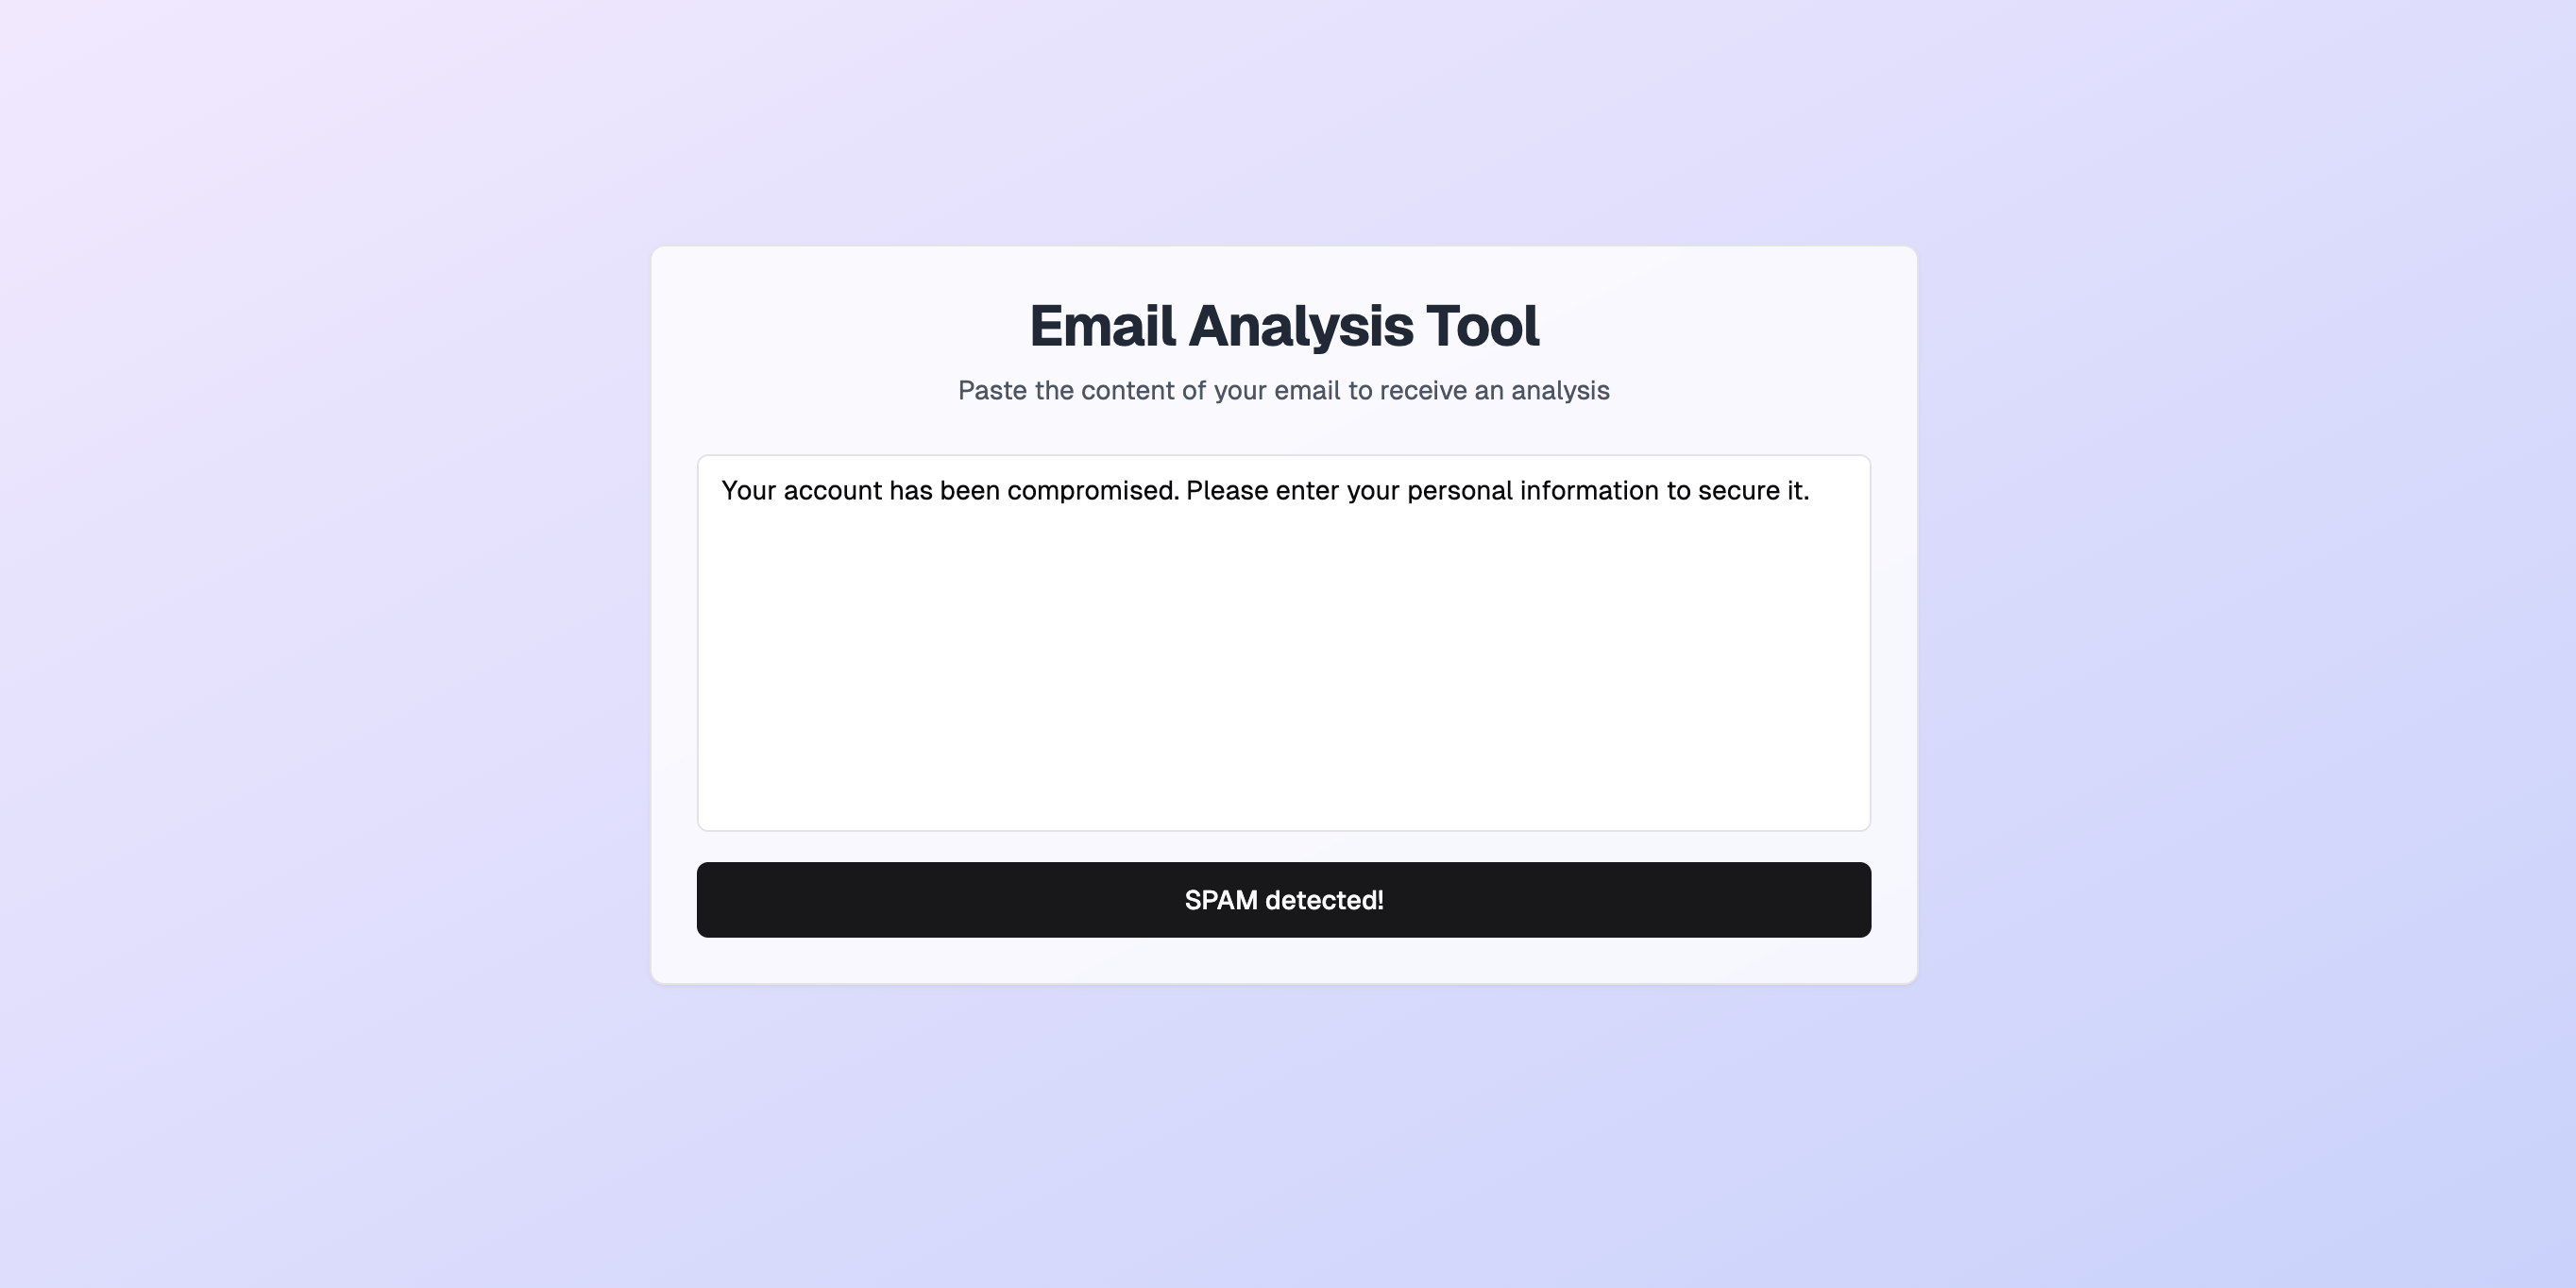 Email Analysis Tool
Paste the content of your email to receive an analysis
Your account has been compromised. Please enter your personal information to secure it.
SPAM detected!